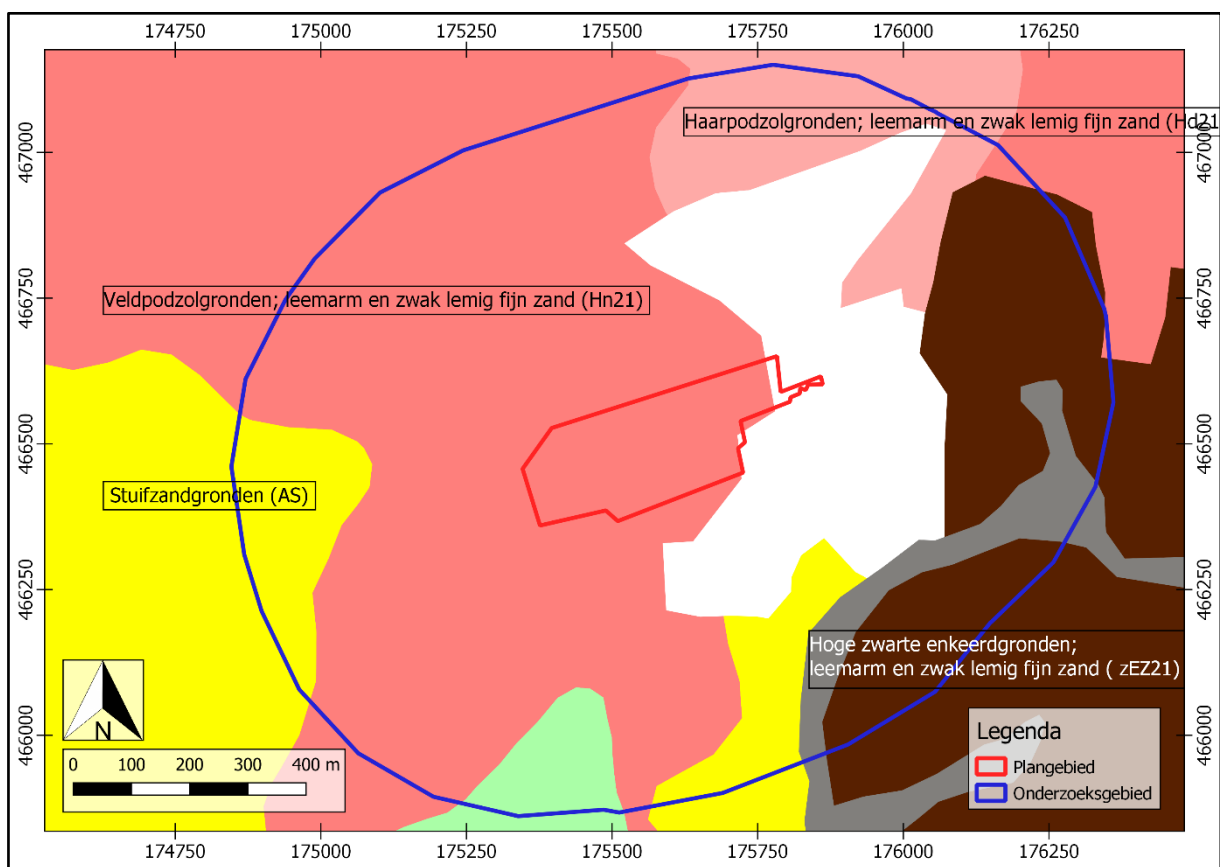 174750 175000 175250 175500 175750 176000 176250
467000
466750
466500
466250
466000
Haarpodzolgronden; leemarm en zwak lemig fijn zand (Hd21
Veldpodzolgronden; leemarm en zwak lemig fijn zand (Hn21)
Stuifzandgronden (AS)
Hoge zwarte enkeerdgronden;
leemarm en zwak lemig fijn zand ( zEZ21)
N
0 100 200 300 400 m
Legenda
Plangebied
Onderzoeksgebied
467000
466750
466500
466250
466000
174750 175000 175250 175500 175750 176000 176250